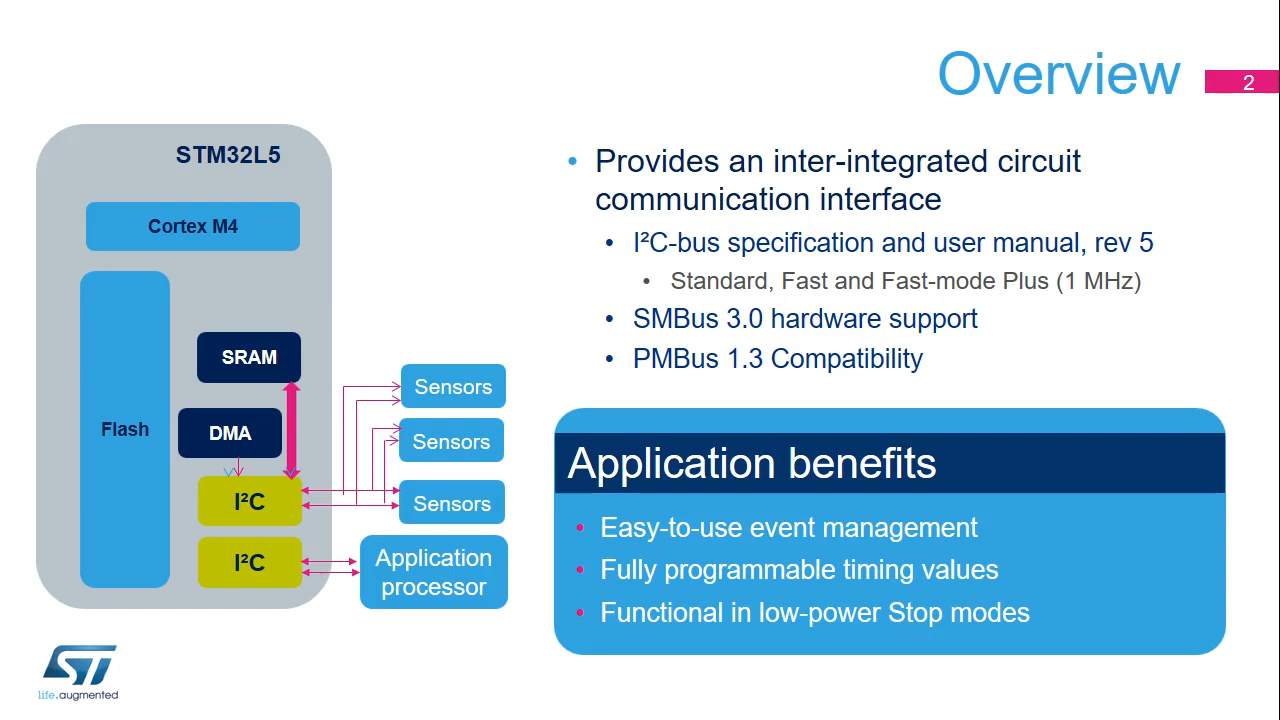 Overview
2
STM32L5
Cortex M4
Flash
SRAM
DMA
I²C
I²C
Sensors
Sensors
Sensors
Application
processor
• Provides an inter-integrated circuit
communication interface
• I²C-bus specification and user manual, rev 5
• Standard, Fast and Fast-mode Plus (1 MHz)
• SMBus 3.0 hardware support
• PMBus 1.3 Compatibility
Application benefits
• Easy-to-use event management
• Fully programmable timing values
• Functional in low-power Stop modes
ST
life.augmented